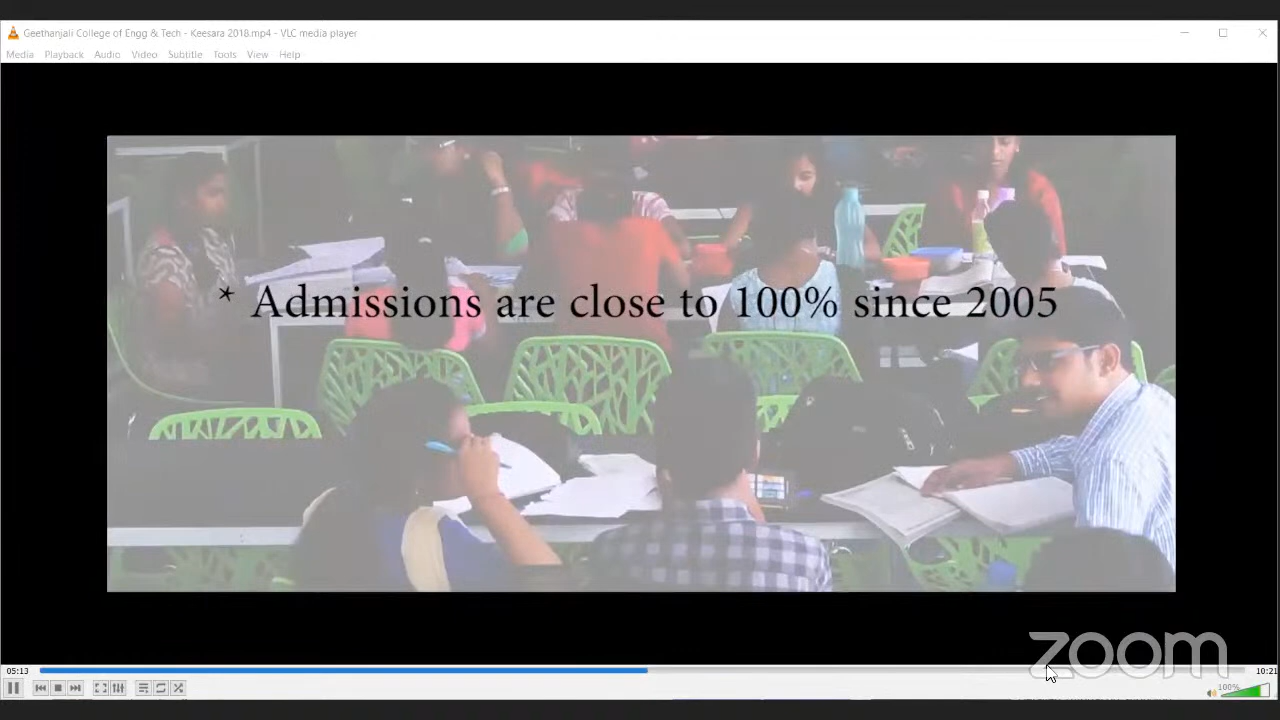 Geethanjali College of Engg & Tech - Keesara 2018.mp4 - VLC media player
Media Playback Audio Video Subtitle Tools View Help
* Admissions are close to 100% since 2005
zoom
05:13
10:21
100%